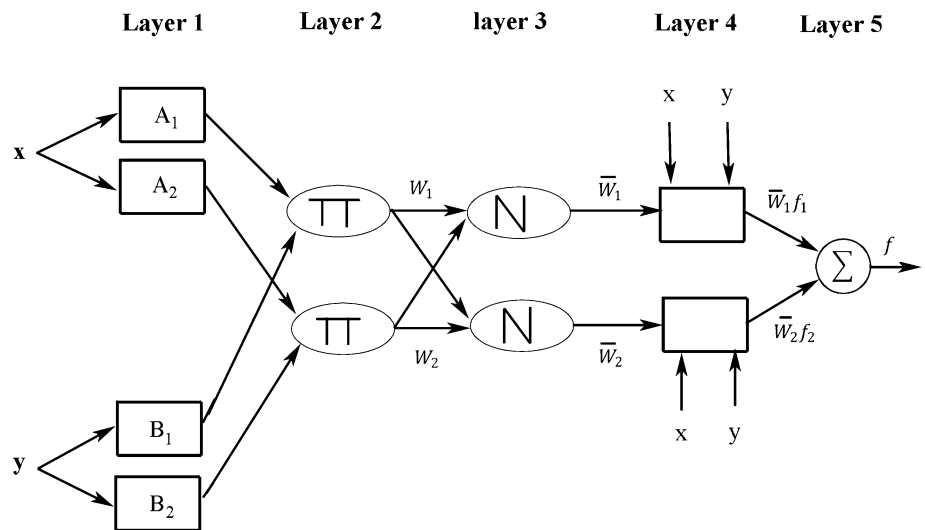 Layer 1 Layer 2 layer 3 Layer 4 Layer 5
x y
A₁
x
A₂
W₁ W̅₁ W̅₁f₁
∏ N
f
Σ
∏ N
W₂ W̅₂ W̅₂f₂
B₁
x y
y
B₂